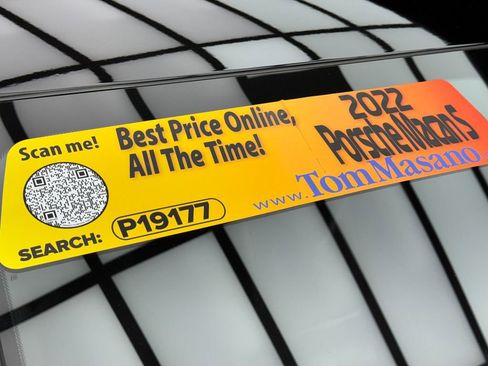 Scan me!
Best Price Online,
All The Time!
SEARCH: P19177
2022
Porsche Macan S
www.TomMasano